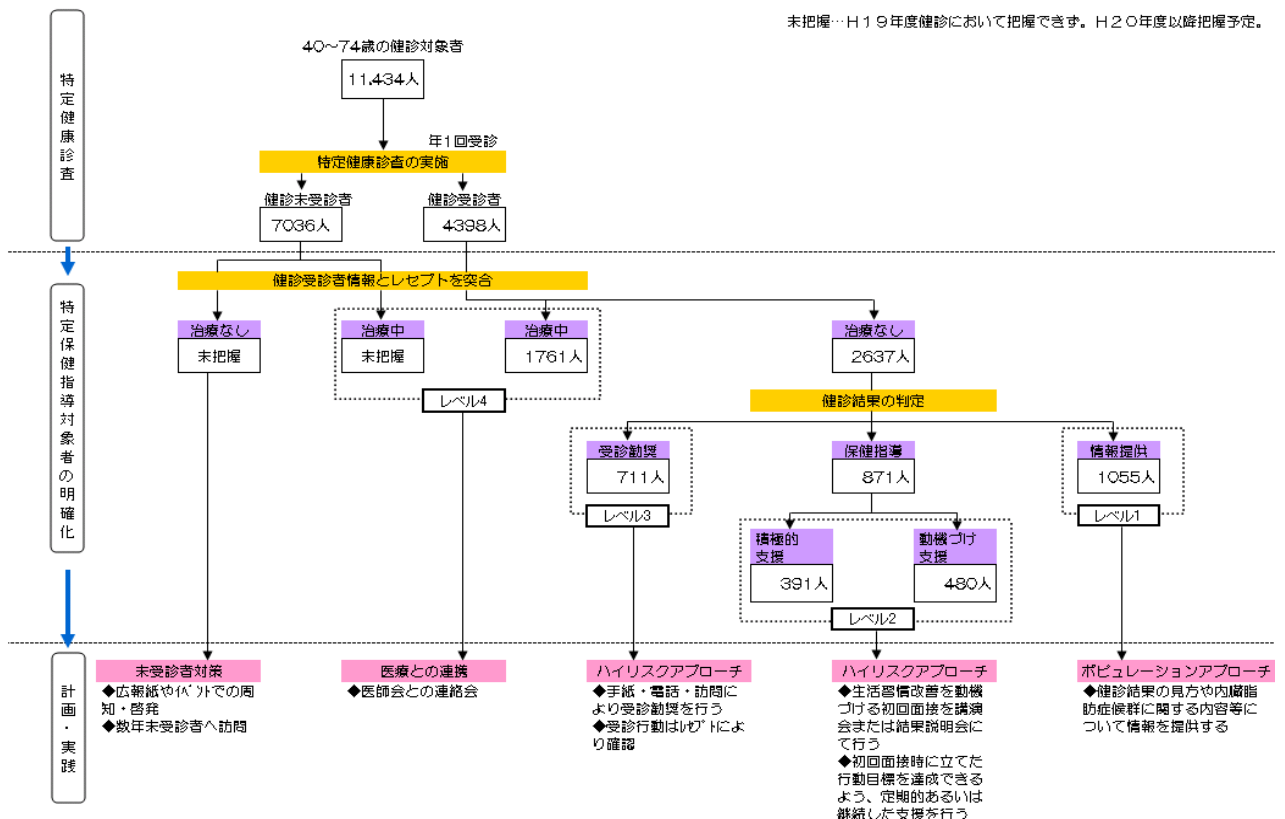 未把握…H19年度健診において把握できず。H20年度以降把握予定。
特定健康診査
40~74歳の健診対象者
11,434人
年1回受診
特定健康診査の実施
健診未受診者
健診受診者
7036人
4398人
特定保健指導対象者の明確化
健診受診者情報とレセプトを突合
治療なし
治療中
治療中
治療なし
未把握
未把握
1761人
2637人
レベル4
健診結果の判定
受診勧奨
保健指導
情報提供
711人
871人
1055人
レベル3
レベル1
積極的
支援
動機づけ
支援
391人
480人
レベル2
計画・実践
未受診者対策
◆広報紙やイベントでの周
知・啓発
◆数年未受診者へ訪問
医療との連携
◆医師会との連絡会
ハイリスクアプローチ
◆手紙・電話・訪問に
より受診勧奨を行う
◆受診行動はレセプトによ
り確認
ハイリスクアプローチ
◆生活習慣改善を動機
づける初回面接を講演
会または結果説明会に
て行う
◆初回面接時に立てた
行動目標を達成できる
よう、定期的あるいは
継続した支援を行う
ポピュレーションアプローチ
◆健診結果の見方や内臓脂
肪症候群に関する内容等に
ついて情報を提供する